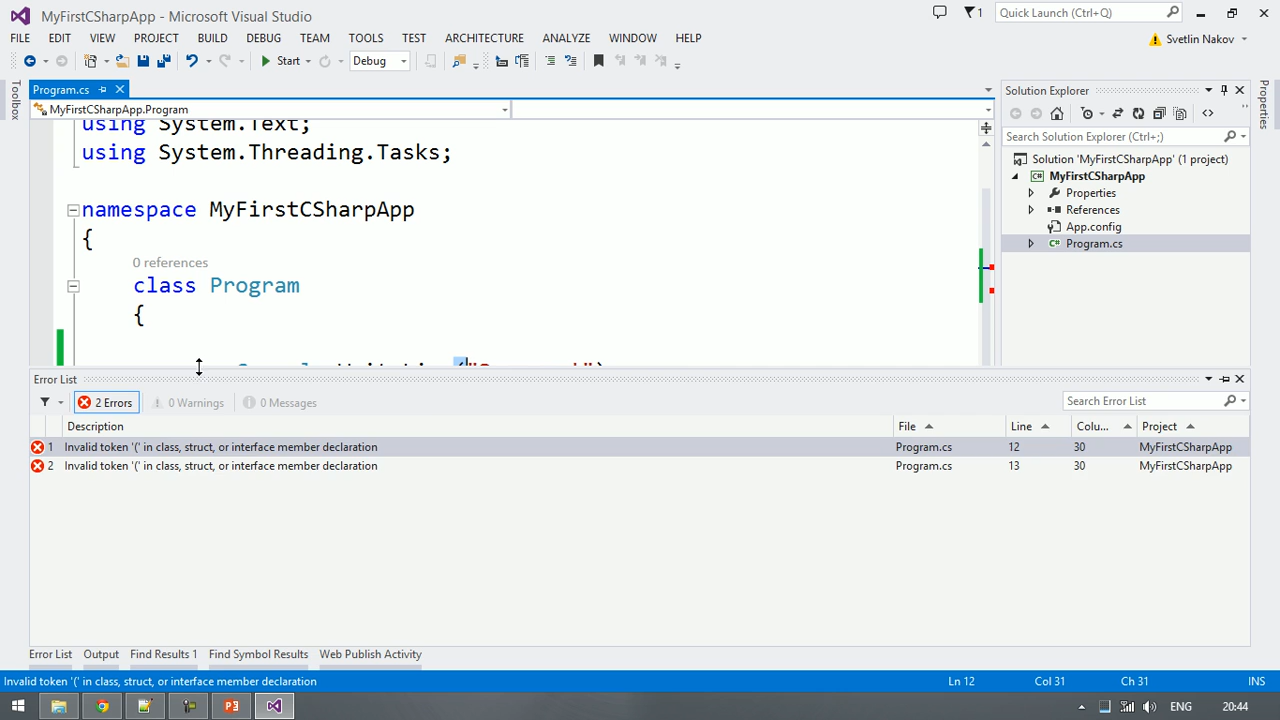 MyFirstCSharpApp - Microsoft Visual Studio
1
Quick Launch (Ctrl+Q)
FILE EDIT VIEW PROJECT BUILD DEBUG TEAM TOOLS TEST ARCHITECTURE ANALYZE WINDOW HELP
Svetlin Nakov
Start
Debug
Toolbox
Program.cs
MyFirstCSharpApp.Program
using System.Text;
using System.Threading.Tasks;
namespace MyFirstCSharpApp
{
0 references
class Program
{
Solution Explorer
Search Solution Explorer (Ctrl+;)
Solution 'MyFirstCSharpApp' (1 project)
MyFirstCSharpApp
Properties
References
App.config
Program.cs
Properties
Error List
2 Errors
0 Warnings
0 Messages
Search Error List
Description File Line Colu... Project
1 Invalid token '(' in class, struct, or interface member declaration Program.cs 12 30 MyFirstCSharpApp
2 Invalid token '(' in class, struct, or interface member declaration Program.cs 13 30 MyFirstCSharpApp
Error List Output Find Results 1 Find Symbol Results Web Publish Activity
Invalid token '(' in class, struct, or interface member declaration Ln 12 Col 31 Ch 31 INS
ENG 20:44